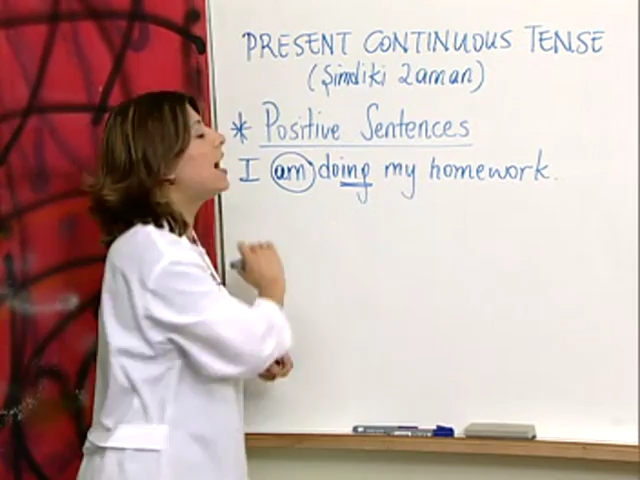 PRESENT CONTINUOUS TENSE
(Şimdiki Zaman)
* Positive Sentences
I am doing my homework.